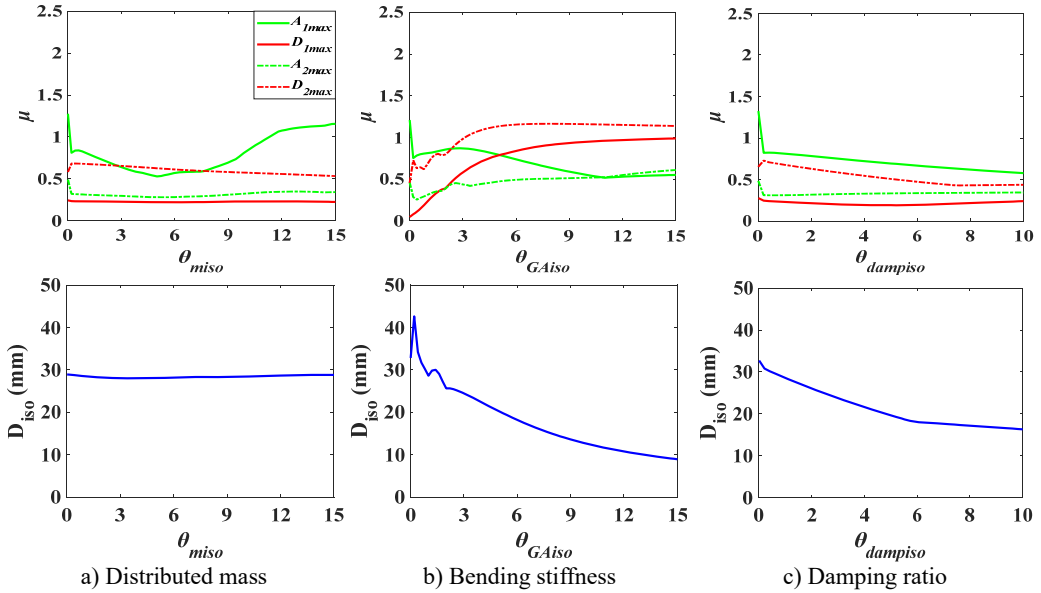 2.5
2
1.5
1
0.5
0
μ
A1max
D1max
A2max
D2max
0 3 6 9 12 15
θmiso
2.5
2
1.5
1
0.5
0
μ
0 3 6 9 12 15
θGAiso
2.5
2
1.5
1
0.5
0
μ
0 2 4 6 8 10
θdampiso
50
40
30
20
10
0
Diso (mm)
0 3 6 9 12 15
θmiso
50
40
30
20
10
0
Diso (mm)
0 3 6 9 12 15
θGAiso
50
40
30
20
10
0
Diso (mm)
0 2 4 6 8 10
θdampiso
a) Distributed mass
b) Bending stiffness
c) Damping ratio